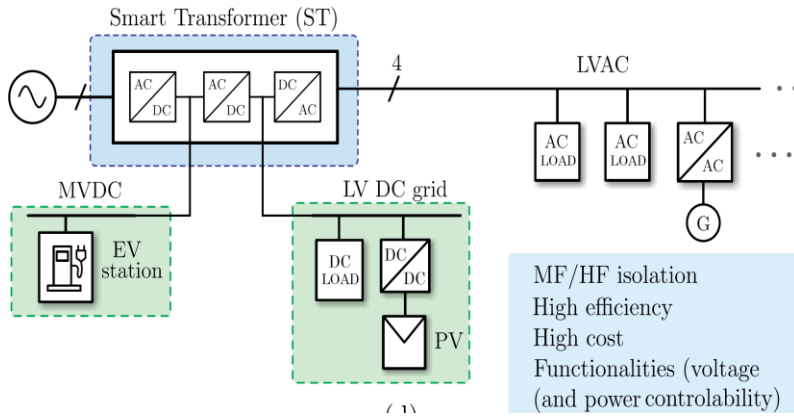 Smart Transformer (ST)
AC
DC
AC
DC
DC
AC
4
LVAC
AC
LOAD
AC
LOAD
AC
AC
G
MVDC
EV
station
LV DC grid
DC
LOAD
DC
DC
PV
MF/HF isolation
High efficiency
High cost
Functionalities (voltage
(and power controlability)